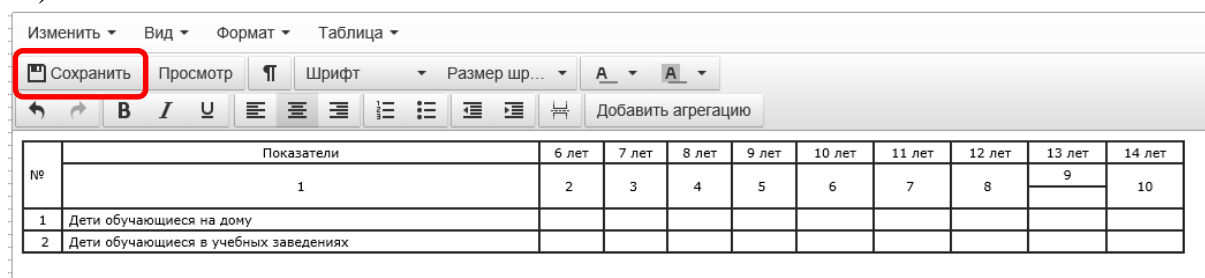 Изменить Вид Формат Таблица
Сохранить Просмотр ¶ Шрифт Размер шр... A A
B I U Добавить агрегацию
Показатели 6 лет 7 лет 8 лет 9 лет 10 лет 11 лет 12 лет 13 лет 14 лет
№ 1 2 3 4 5 6 7 8 9 10
1 Дети обучающиеся на дому
2 Дети обучающиеся в учебных заведениях